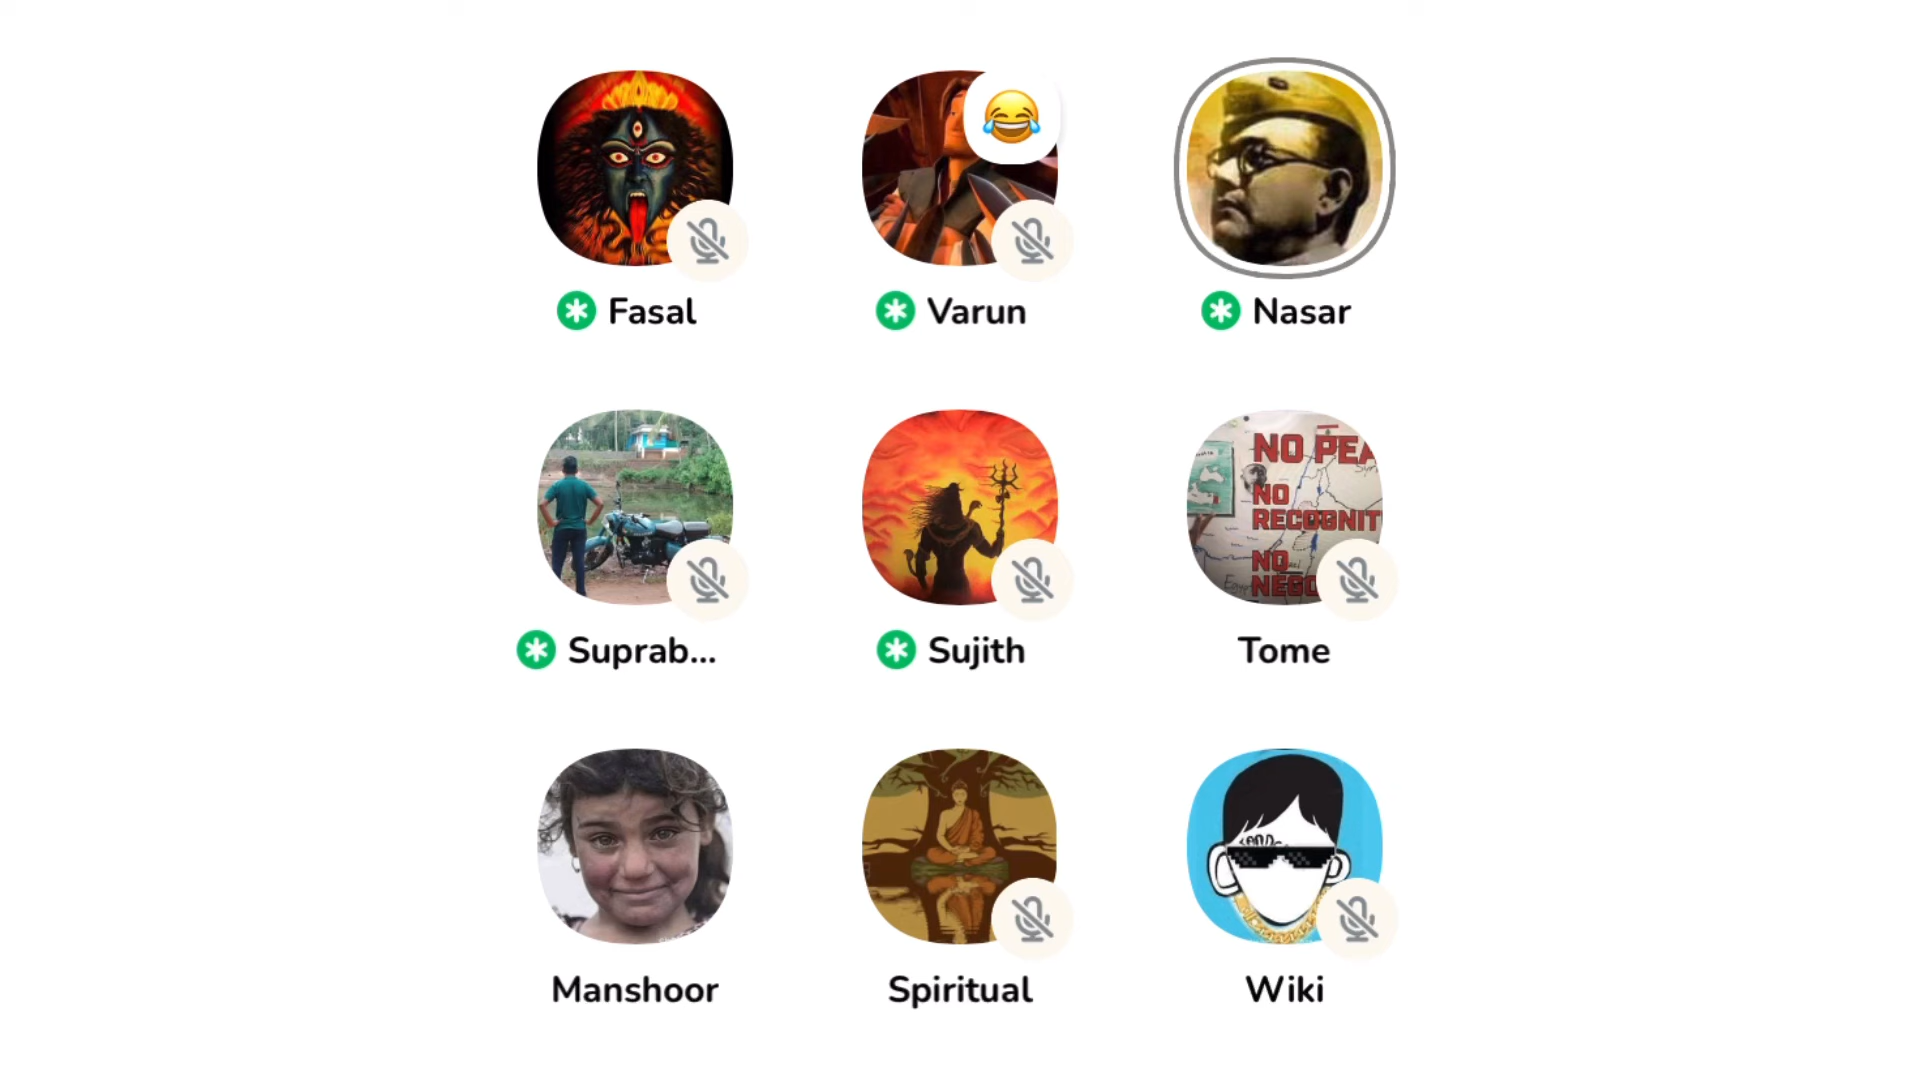 Fasal
Varun
Nasar
Suprab...
Sujith
NO PEA
NO
RECOGNIT
NO
NEGO
Tome
Manshoor
Spiritual
Wiki